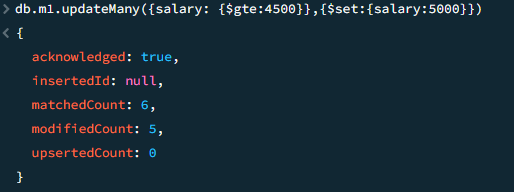 > db.m1.updateMany({salary: {$gte:4500}},{$set:{salary:5000}})
< {
acknowledged: true,
insertedId: null,
matchedCount: 6,
modifiedCount: 5,
upsertedCount: 0
}